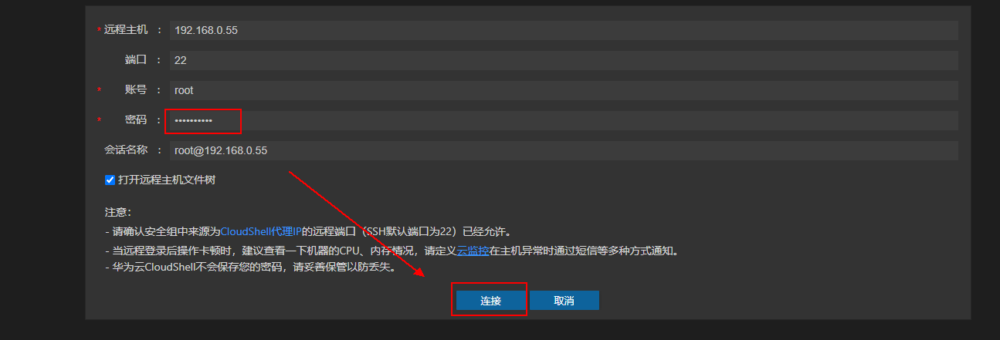 * 远程主机 : 192.168.0.55
端口 : 22
* 账号 : root
* 密码 : ••••••••••
会话名称 : root@192.168.0.55
打开远程主机文件树
注意:
- 请确认安全组中来源为CloudShell代理IP的远程端口（SSH默认端口为22）已经允许。
- 当远程登录后操作卡顿时，建议查看一下机器的CPU、内存情况，请定义云监控在主机异常时通过短信等多种方式通知。
- 华为云CloudShell不会保存您的密码，请妥善保管以防丢失。
连接 取消